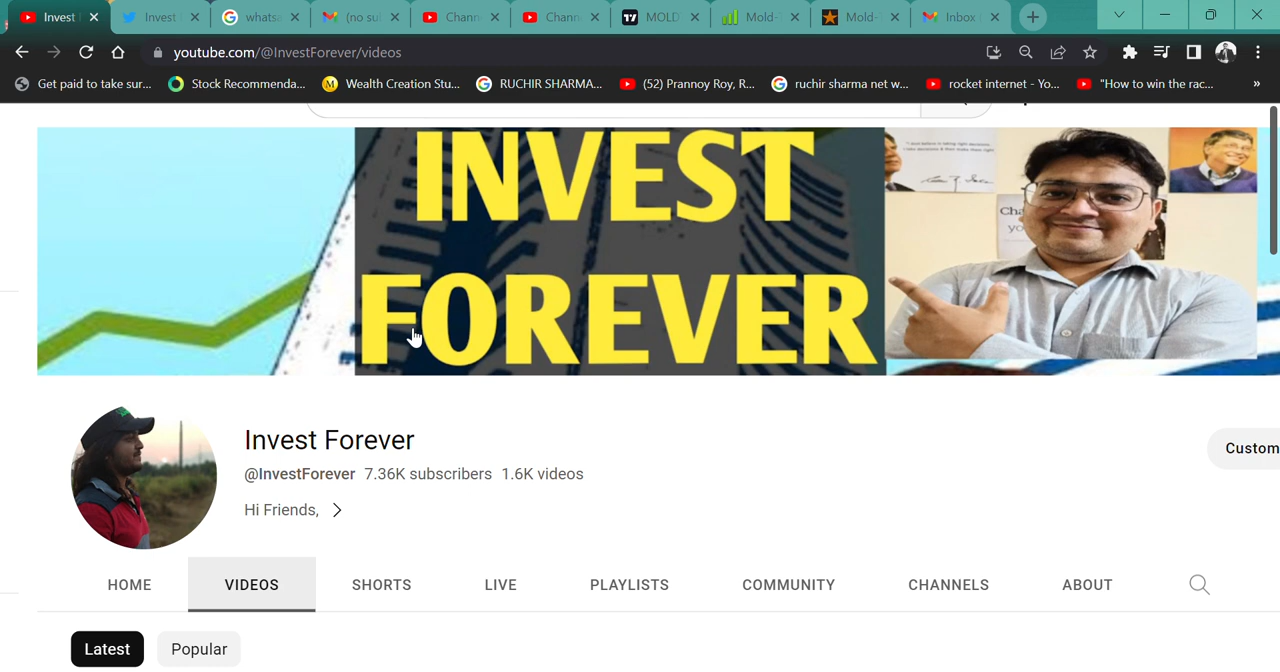 Invest
Invest
whatsa
(no su
Chann
Chann
MOLD
Mold-
Mold-
Inbox
youtube.com/@InvestForever/videos
Get paid to take sur...
Stock Recommenda...
Wealth Creation Stu...
RUCHIR SHARMA...
(52) Prannoy Roy, R...
ruchir sharma net w...
rocket internet - Yo...
"How to win the rac...
»
INVEST
FOREVER
Invest Forever
@InvestForever 7.36K subscribers 1.6K videos
Hi Friends,
Custom
HOME
VIDEOS
SHORTS
LIVE
PLAYLISTS
COMMUNITY
CHANNELS
ABOUT
Latest
Popular